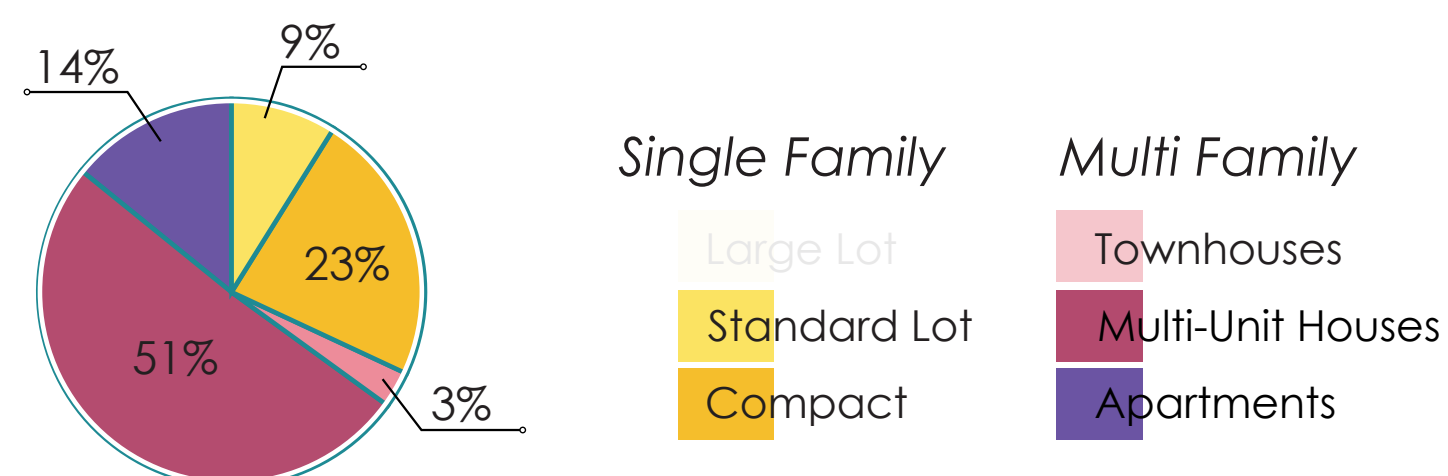 9%
14%
23%
51%
3%
Single Family
Large Lot
Standard Lot
Compact
Multi Family
Townhouses
Multi-Unit Houses
Apartments